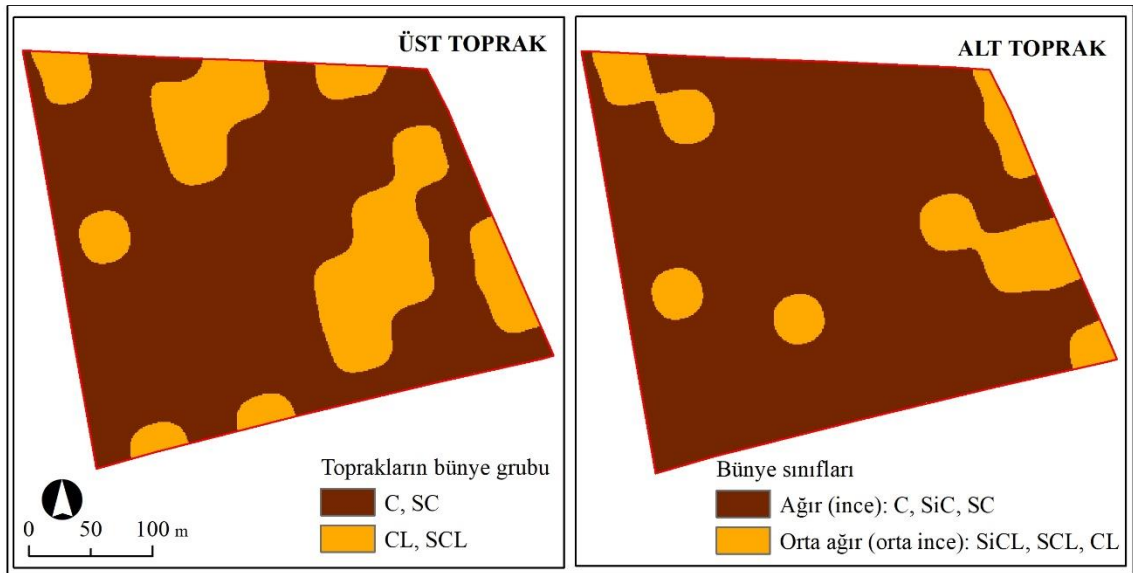 ÜST TOPRAK
Toprakların bünye grubu
C, SC
CL, SCL
0 50 100 m
ALT TOPRAK
Bünye sınıfları
Ağır (ince): C, SiC, SC
Orta ağır (orta ince): SiCL, SCL, CL